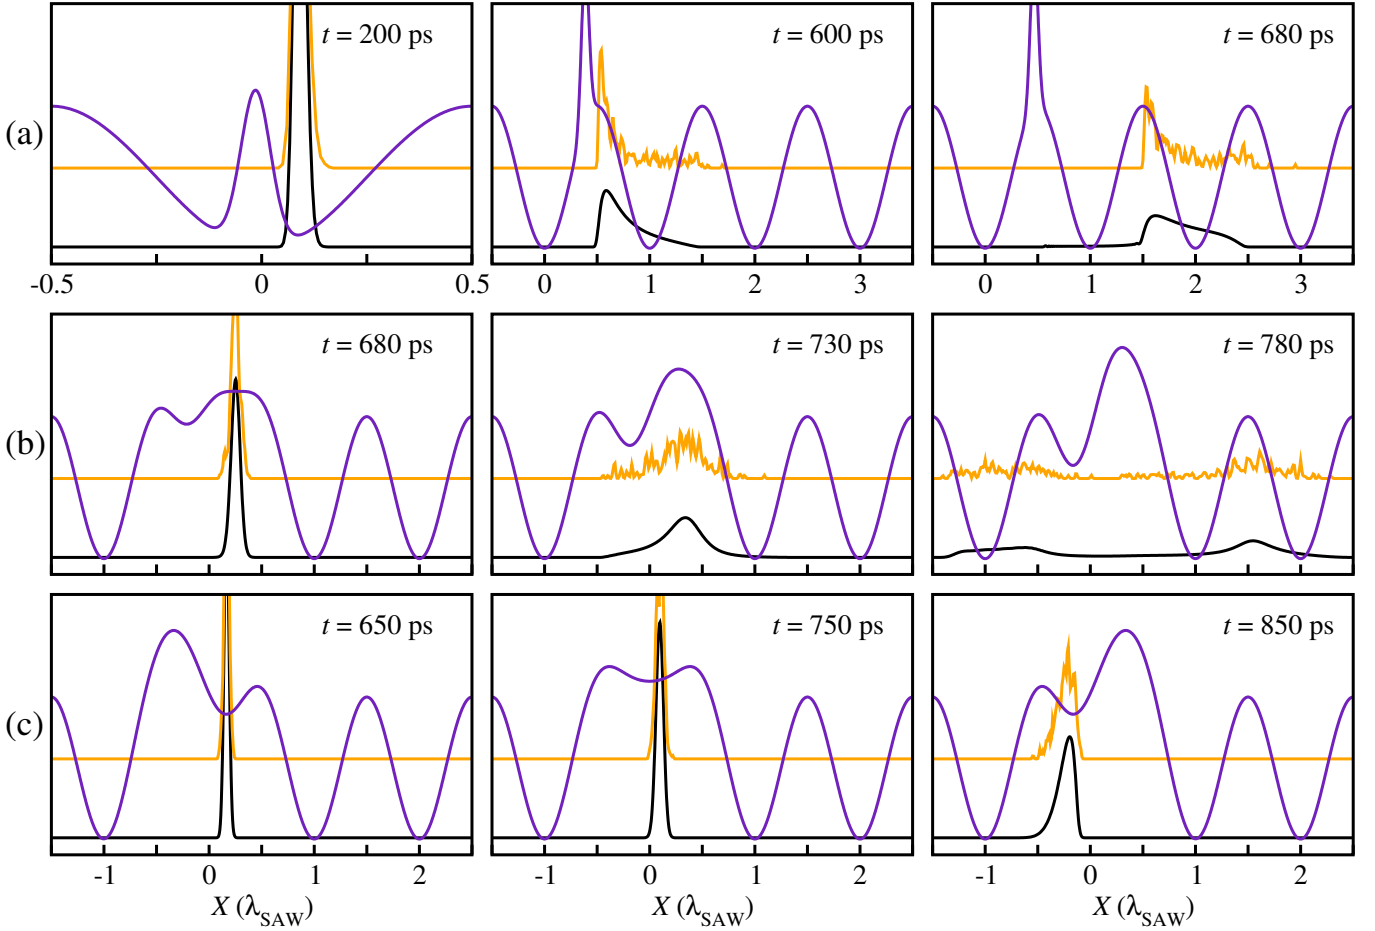 t = 200 ps
t = 600 ps
t = 680 ps
(a)
-0.5 0 0.5
0 1 2 3
0 1 2 3
t = 680 ps
t = 730 ps
t = 780 ps
(b)
t = 650 ps
t = 750 ps
t = 850 ps
(c)
-1 0 1 2
-1 0 1 2
-1 0 1 2
X (λSAW)
X (λSAW)
X (λSAW)